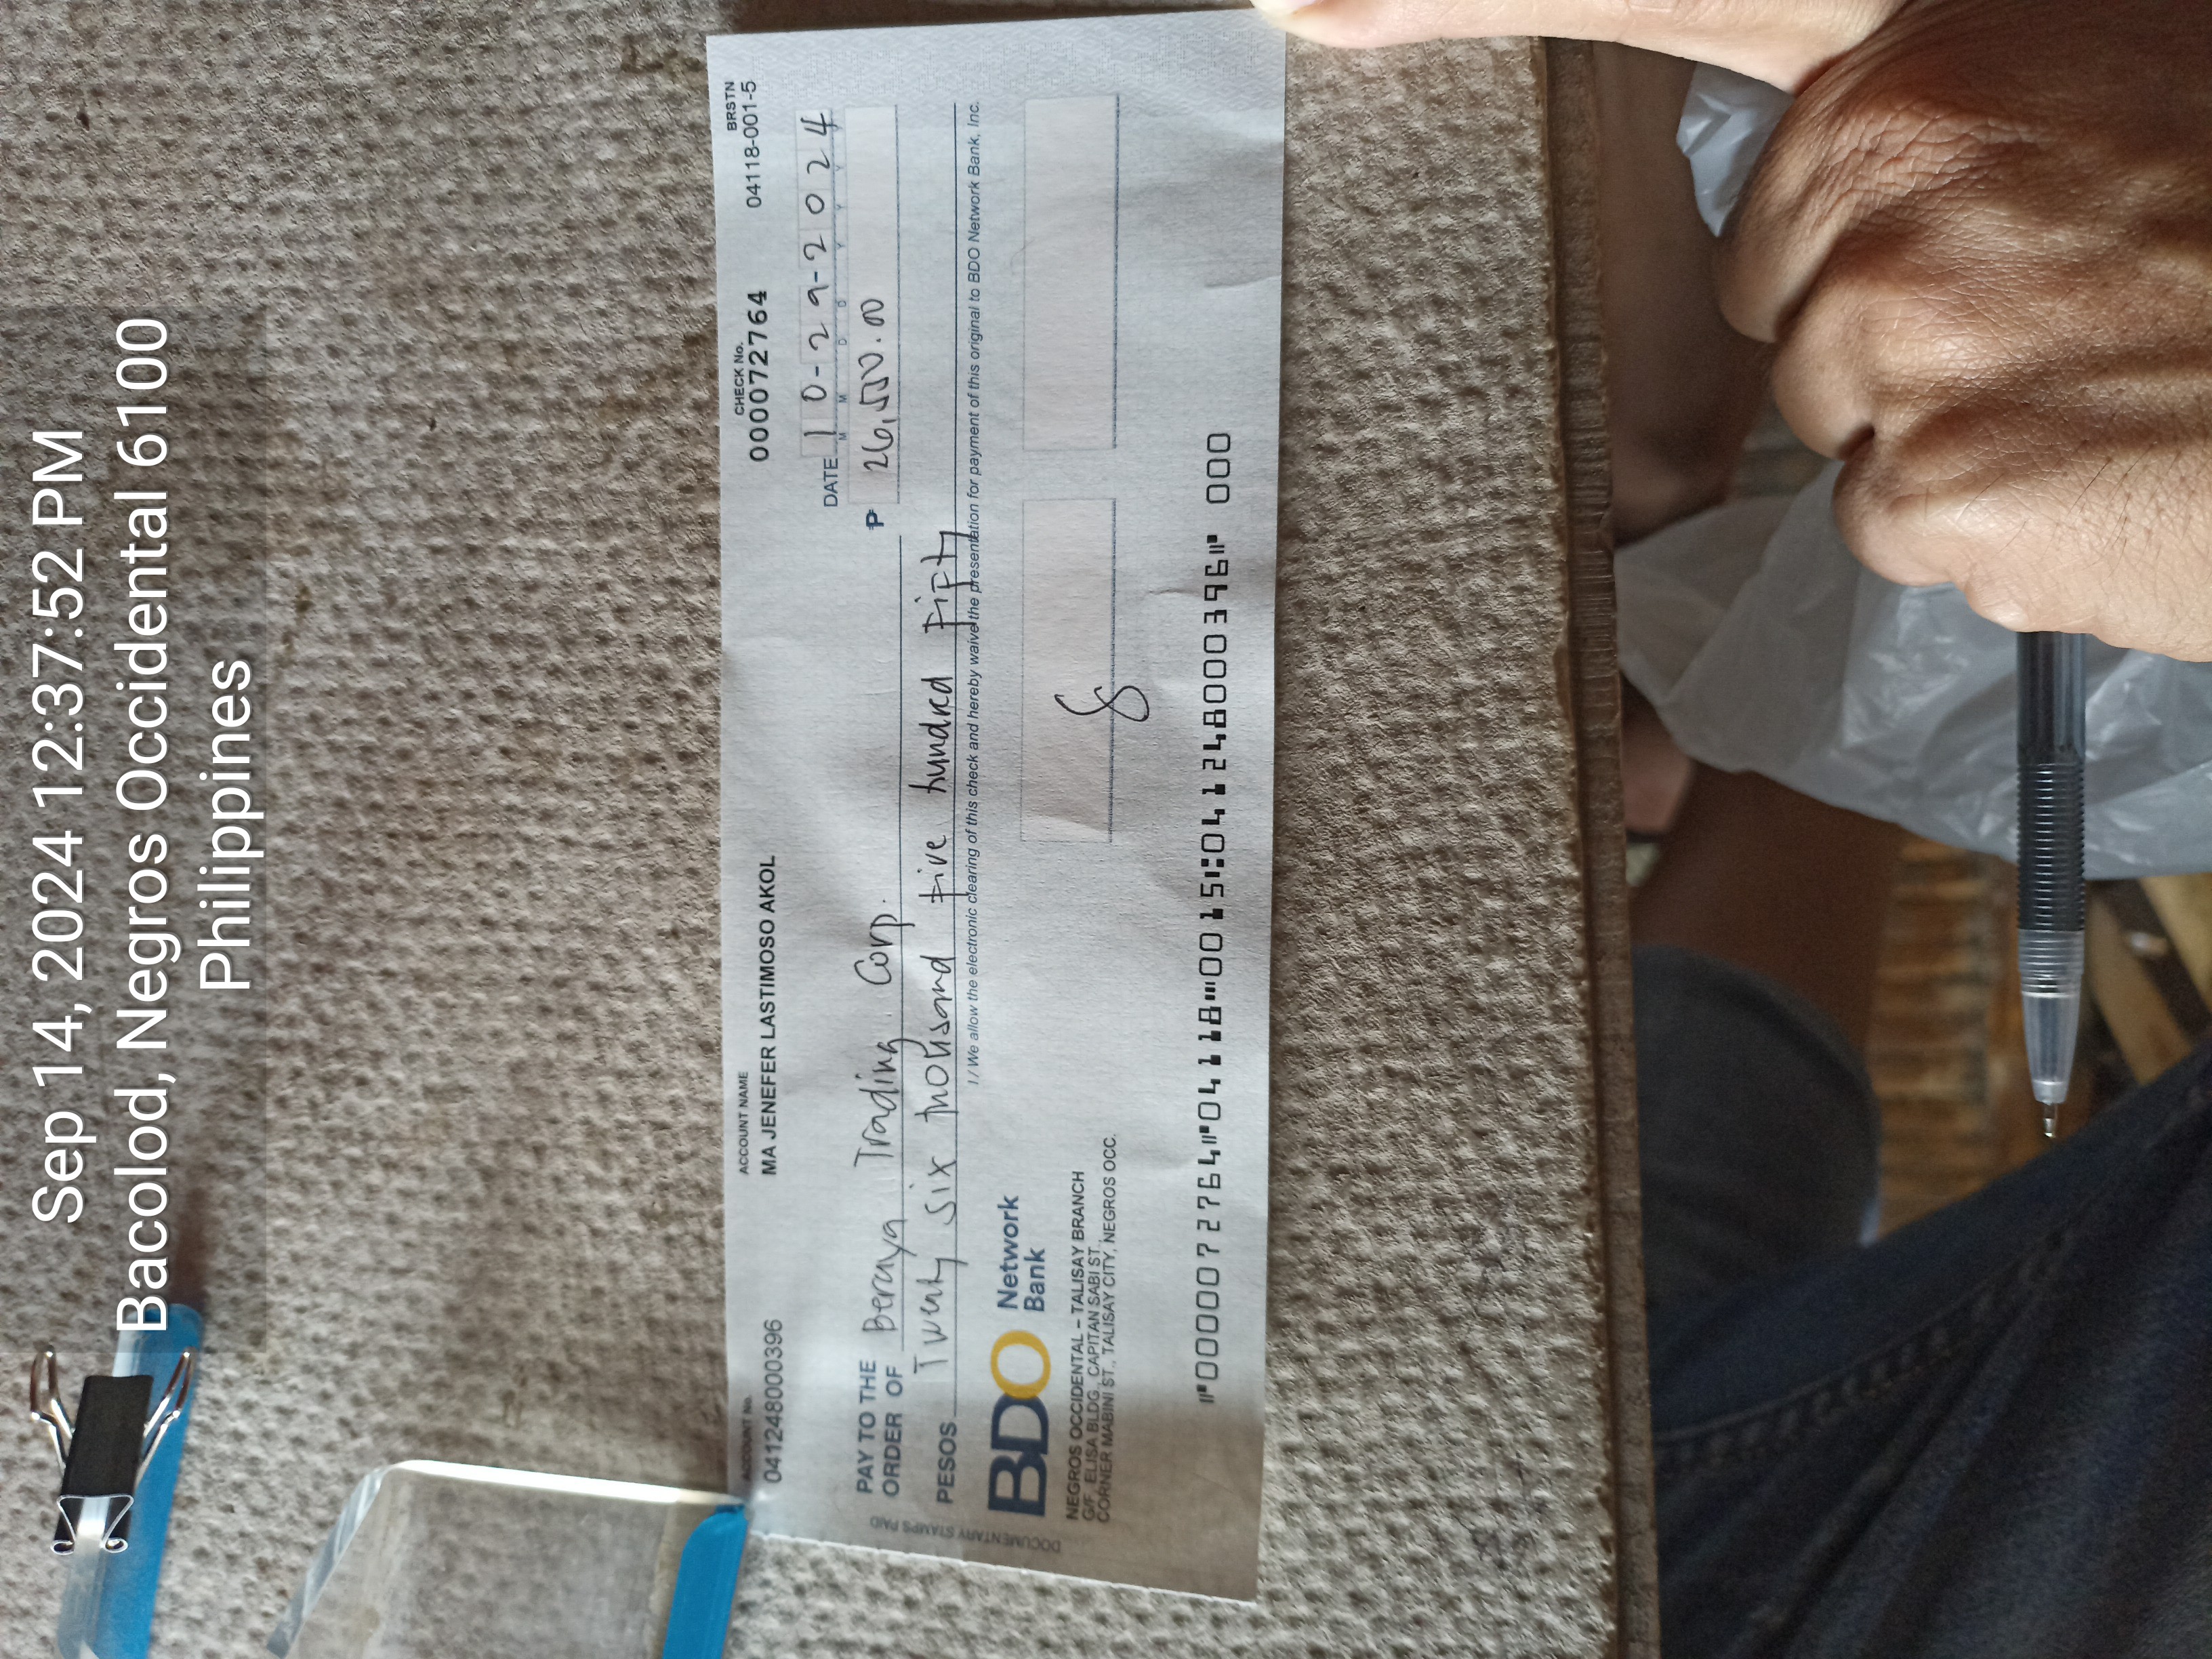 Sep 14, 2024 12:37:52 PM
Bacolod, Negros Occidental 6100
Philippines
ACCOUNT No.
041248000396
ACCOUNT NAME
MA JENEFER LASTIMOSO AKOL
CHECK No.
0000072764
BRSTN
04118-001-5
DATE 10-29-2024
M M D D Y Y Y Y
PAY TO THE
ORDER OF Beraya Trading Corp.
₱ 26,550.00
PESOS Twenty six thousand five hundred fifty
I / We allow the electronic clearing of this check and hereby waive the presentation for payment of this original to BDO Network Bank, Inc.
BDO Network
Bank
NEGROS OCCIDENTAL – TALISAY BRANCH
G/F. ELISA BLDG., CAPITAN SABI ST.,
CORNER MABINI ST., TALISAY CITY, NEGROS OCC.
DOCUMENTARY STAMPS PAID
⑈0000072764⑈04118⑉0015⑆0412480 00396⑈ 000